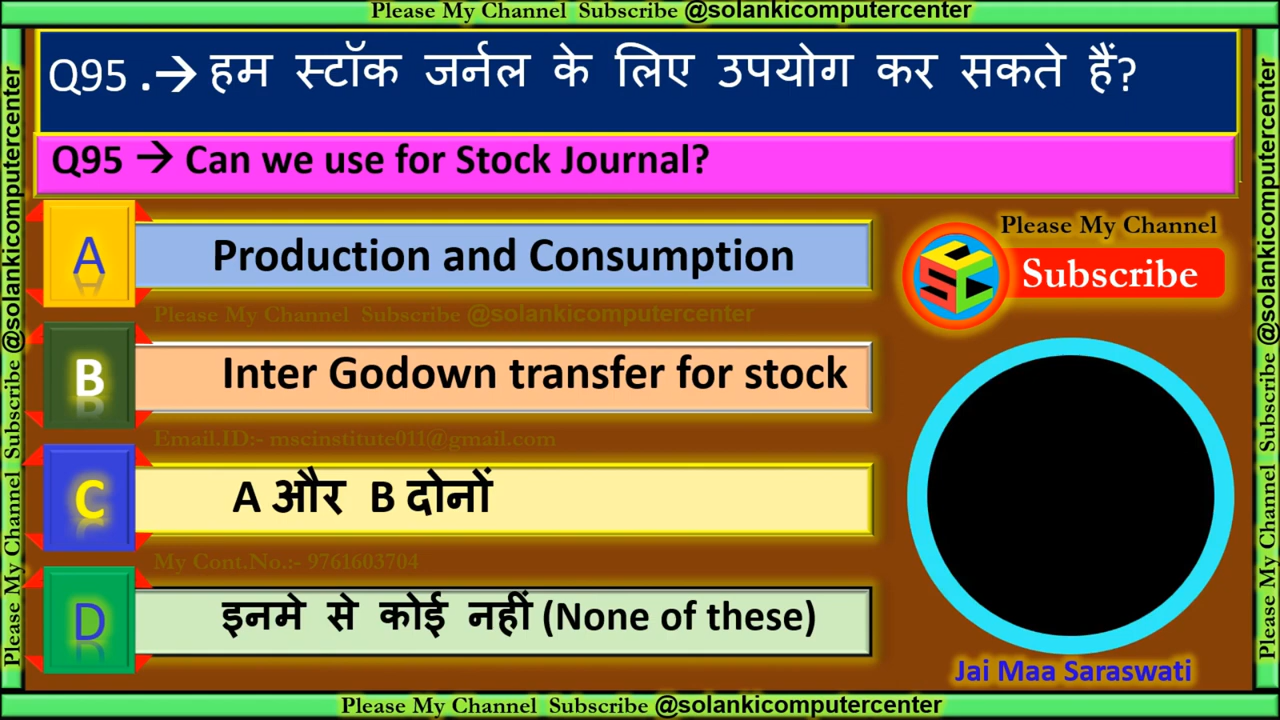 Please My Channel Subscribe @solankicomputercenter
Q95 .→ हम स्टॉक जर्नल के लिए उपयोग कर सकते हैं?
Q95 → Can we use for Stock Journal?
A Production and Consumption
Please My Channel Subscribe @solankicomputercenter
B Inter Godown transfer for stock
Email.ID:- mscinstitute011@gmail.com
C A और B दोनों
My Cont.No.:- 9761603704
D इनमे से कोई नहीं (None of these)
Please My Channel
Subscribe
CSC
Jai Maa Saraswati
Please My Channel Subscribe @solankicomputercenter
Please My Channel Subscribe @solankicomputercenter
Please My Channel Subscribe @solankicomputercenter